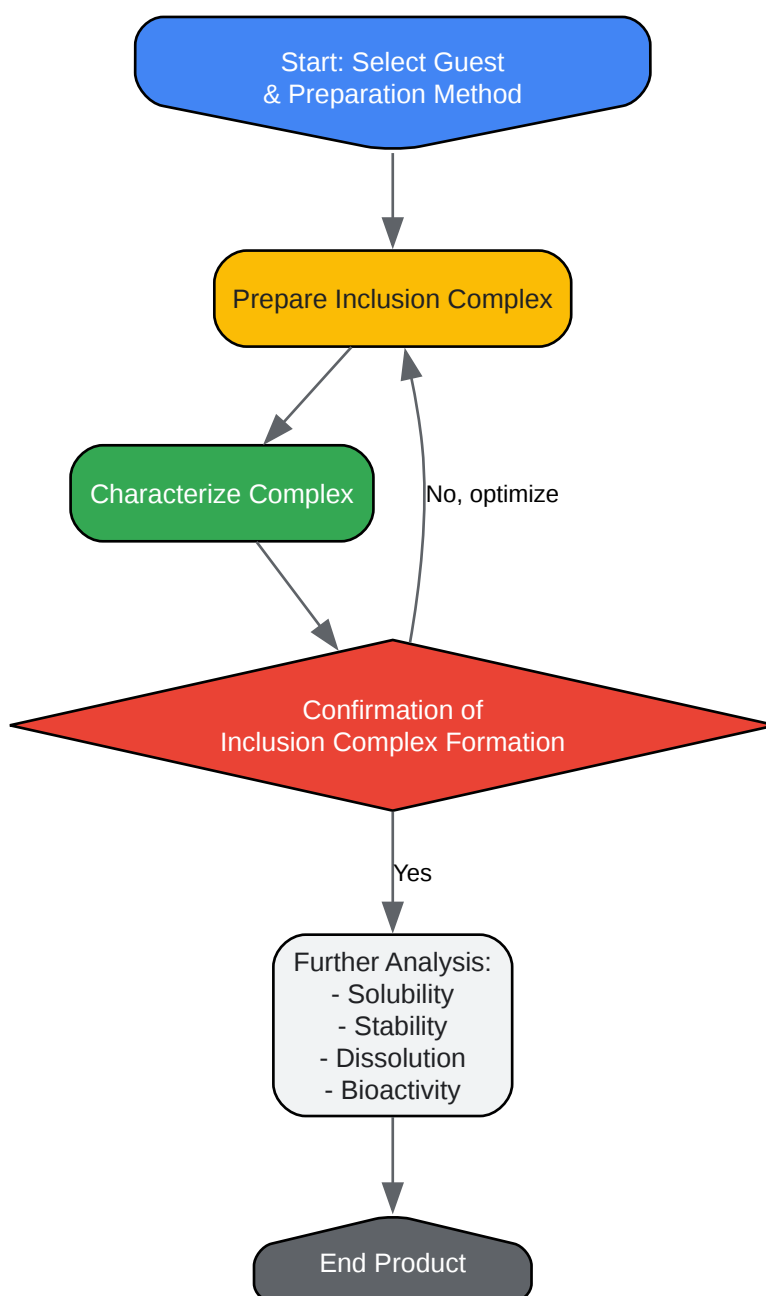 Start: Select Guest
& Preparation Method
Prepare Inclusion Complex
Characterize Complex
No, optimize
Confirmation of
Inclusion Complex Formation
Yes
Further Analysis:
- Solubility
- Stability
- Dissolution
- Bioactivity
End Product